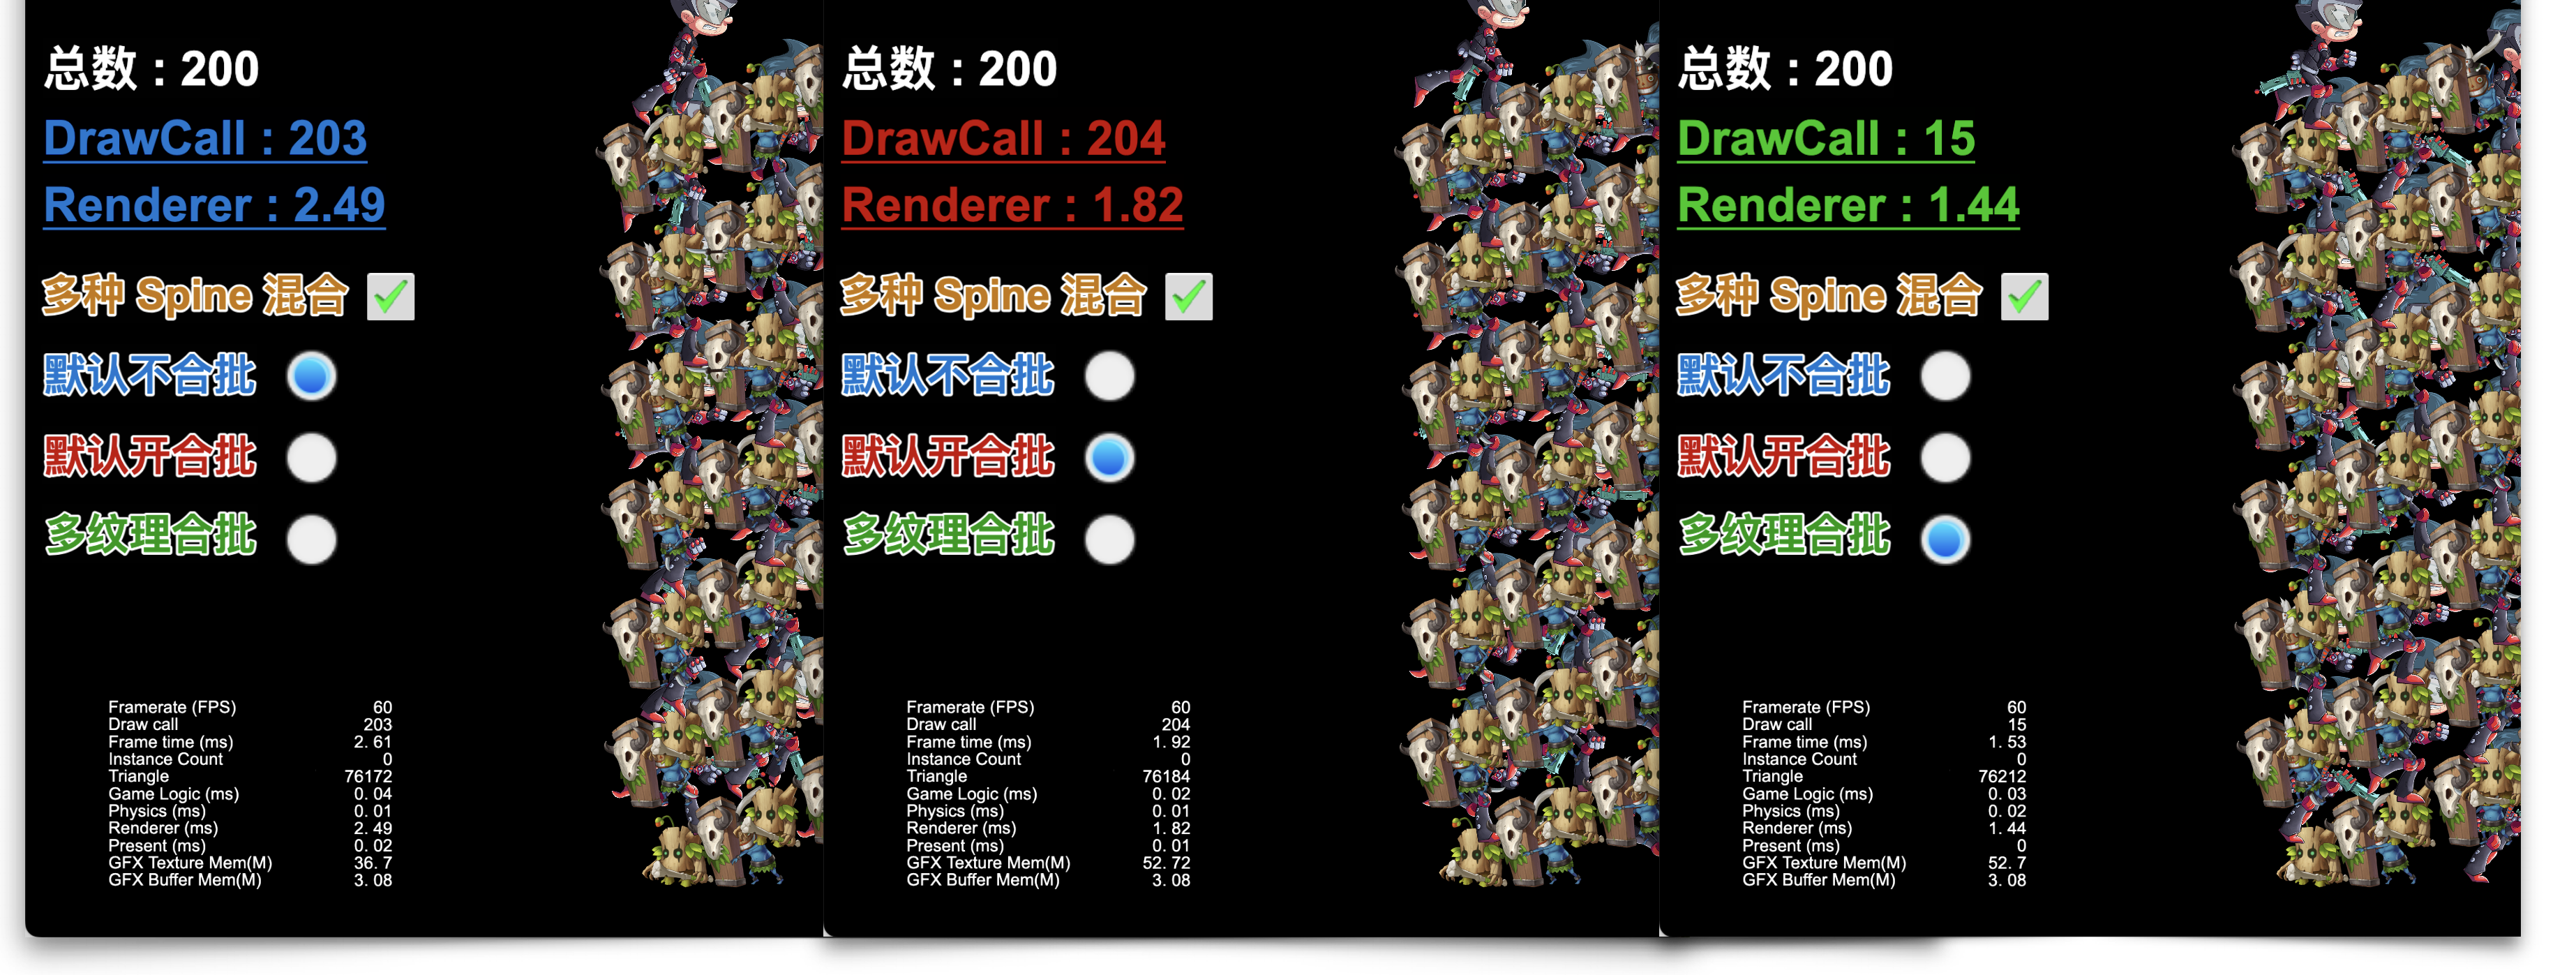 总数 : 200
DrawCall : 203
Renderer : 2.49
多种 Spine 混合
默认不合批
默认开合批
多纹理合批
Framerate (FPS) 60
Draw call 203
Frame time (ms) 2. 61
Instance Count 0
Triangle 76172
Game Logic (ms) 0. 04
Physics (ms) 0. 01
Renderer (ms) 2. 49
Present (ms) 0. 02
GFX Texture Mem(M) 36. 7
GFX Buffer Mem(M) 3. 08
总数 : 200
DrawCall : 204
Renderer : 1.82
多种 Spine 混合
默认不合批
默认开合批
多纹理合批
Framerate (FPS) 60
Draw call 204
Frame time (ms) 1. 92
Instance Count 0
Triangle 76184
Game Logic (ms) 0. 02
Physics (ms) 0. 01
Renderer (ms) 1. 82
Present (ms) 0. 01
GFX Texture Mem(M) 52. 72
GFX Buffer Mem(M) 3. 08
总数 : 200
DrawCall : 15
Renderer : 1.44
多种 Spine 混合
默认不合批
默认开合批
多纹理合批
Framerate (FPS) 60
Draw call 15
Frame time (ms) 1. 53
Instance Count 0
Triangle 76212
Game Logic (ms) 0. 03
Physics (ms) 0. 02
Renderer (ms) 1. 44
Present (ms) 0
GFX Texture Mem(M) 52. 7
GFX Buffer Mem(M) 3. 08